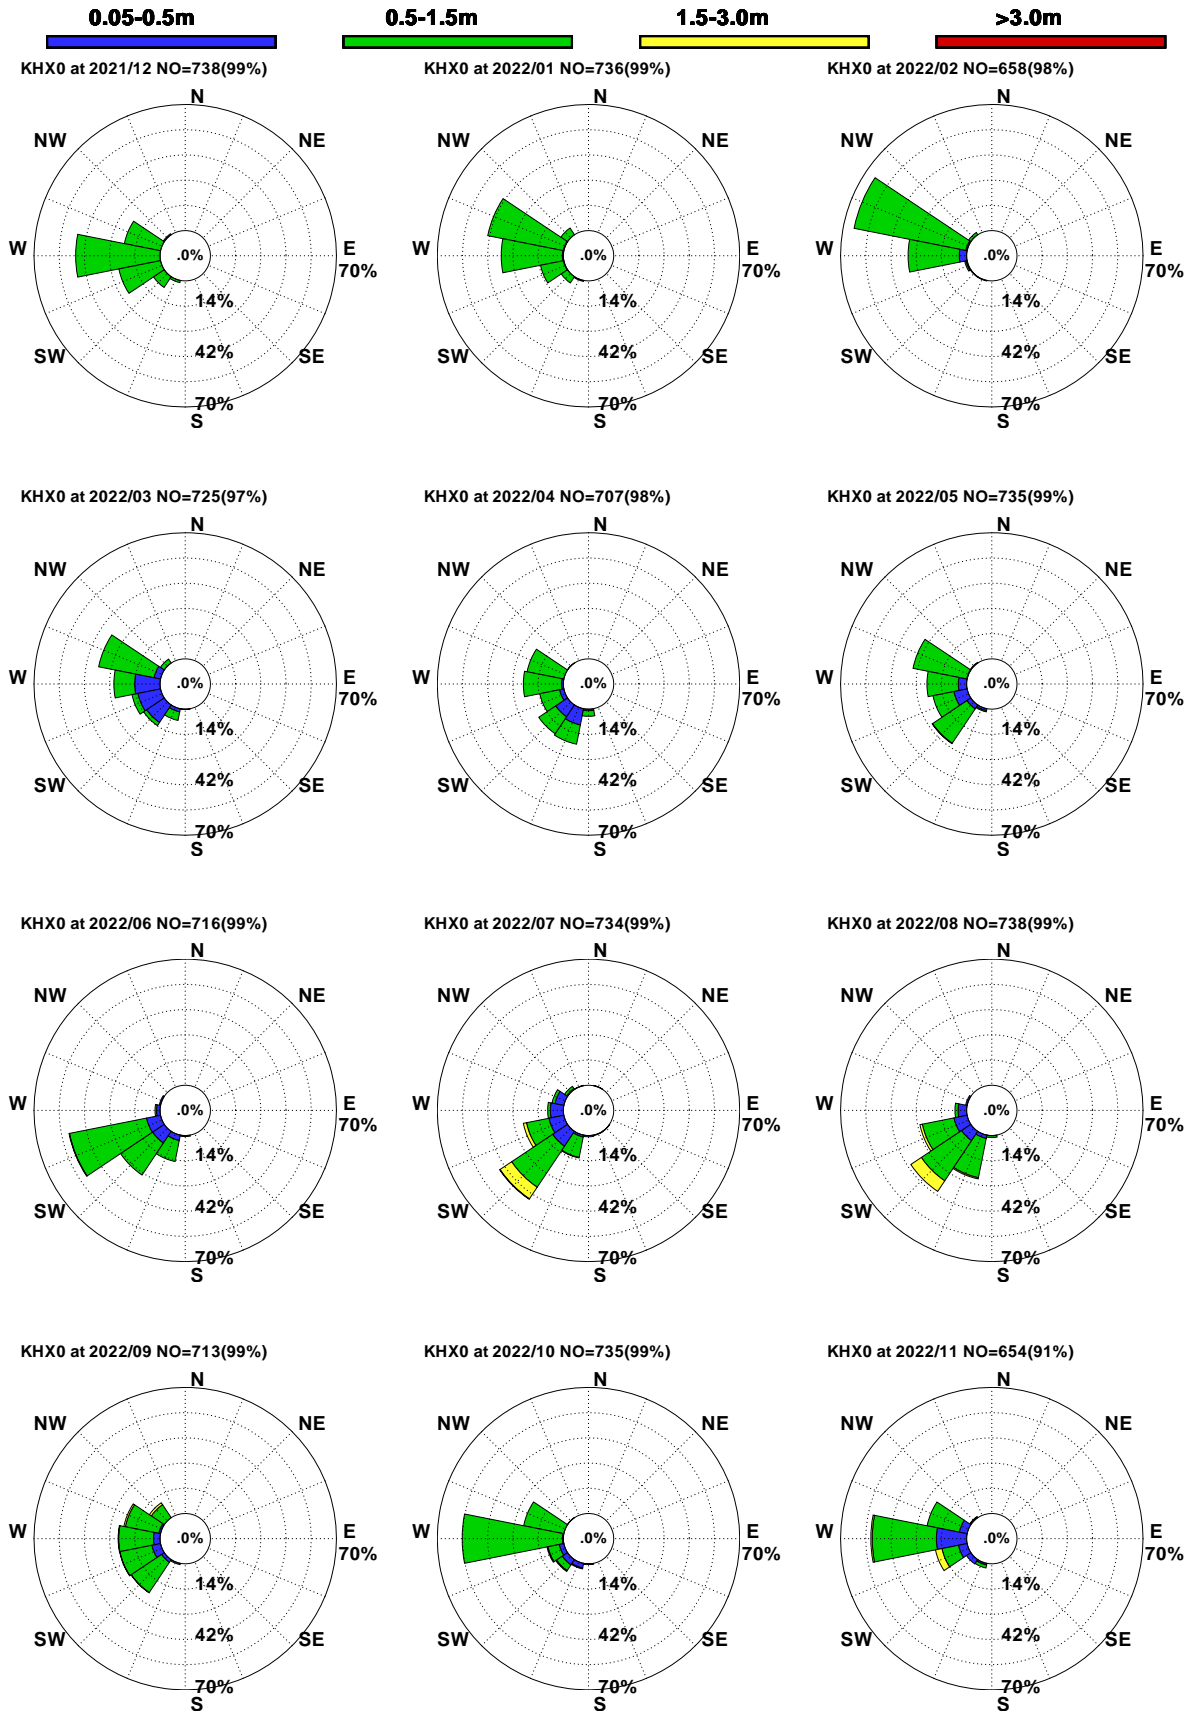 0.05-0.5m 0.5-1.5m 1.5-3.0m >3.0m
KHX0 at 2021/12 NO=738(99%) KHX0 at 2022/01 NO=736(99%) KHX0 at 2022/02 NO=658(98%)
N N N
NW NE NW NE NW NE
W .0% E W .0% E W .0% E
70% 70% 70%
14% 14% 14%
SW 42% SE SW 42% SE SW 42% SE
70% 70% 70%
S S S
KHX0 at 2022/03 NO=725(97%) KHX0 at 2022/04 NO=707(98%) KHX0 at 2022/05 NO=735(99%)
N N N
NW NE NW NE NW NE
W .0% E W .0% E W .0% E
70% 70% 70%
14% 14% 14%
SW 42% SE SW 42% SE SW 42% SE
70% 70% 70%
S S S
KHX0 at 2022/06 NO=716(99%) KHX0 at 2022/07 NO=734(99%) KHX0 at 2022/08 NO=738(99%)
N N N
NW NE NW NE NW NE
W .0% E W .0% E W .0% E
70% 70% 70%
14% 14% 14%
SW 42% SE SW 42% SE SW 42% SE
70% 70% 70%
S S S
KHX0 at 2022/09 NO=713(99%) KHX0 at 2022/10 NO=735(99%) KHX0 at 2022/11 NO=654(91%)
N N N
NW NE NW NE NW NE
W .0% E W .0% E W .0% E
70% 70% 70%
14% 14% 14%
SW 42% SE SW 42% SE SW 42% SE
70% 70% 70%
S S S